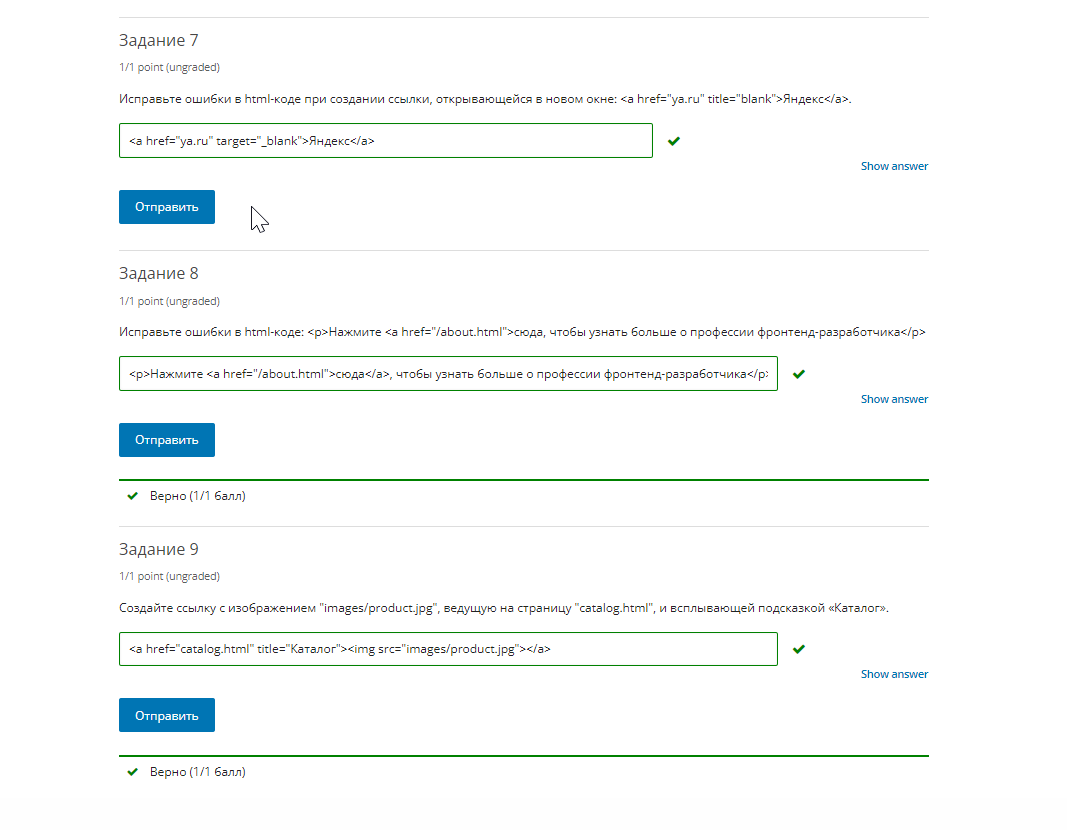 Задание 7
1/1 point (ungraded)
Исправьте ошибки в html-коде при создании ссылки, открывающейся в новом окне: <a href="ya.ru" title="blank">Яндекс</a>.
<a href="ya.ru" target="_blank">Яндекс</a>
Show answer
Отправить
Задание 8
1/1 point (ungraded)
Исправьте ошибки в html-коде: <p>Нажмите <a href="/about.html">сюда, чтобы узнать больше о профессии фронтенд-разработчика</p>
<p>Нажмите <a href="/about.html">сюда</a>, чтобы узнать больше о профессии фронтенд-разработчика</p>
Show answer
Отправить
Верно (1/1 балл)
Задание 9
1/1 point (ungraded)
Создайте ссылку с изображением "images/product.jpg", ведущую на страницу "catalog.html", и всплывающей подсказкой «Каталог».
<a href="catalog.html" title="Каталог"><img src="images/product.jpg"></a>
Show answer
Отправить
Верно (1/1 балл)